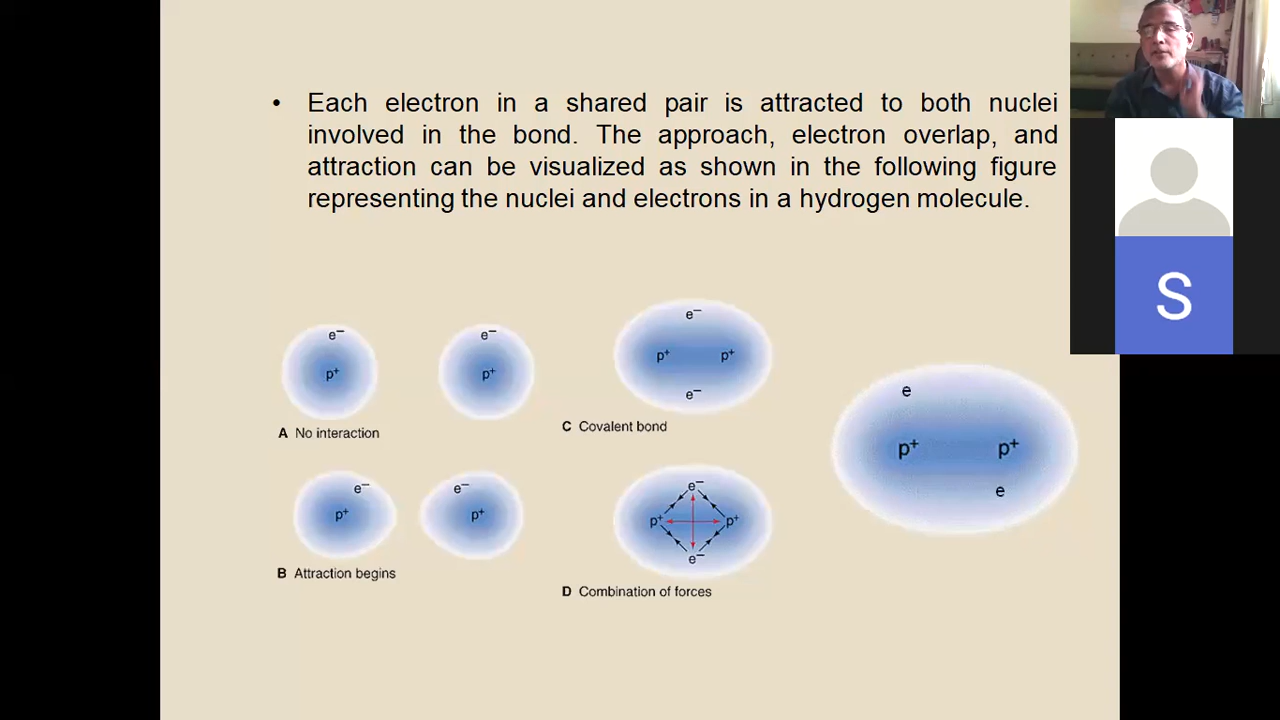 • Each electron in a shared pair is attracted to both nuclei
involved in the bond. The approach, electron overlap, and
attraction can be visualized as shown in the following figure
representing the nuclei and electrons in a hydrogen molecule.
S
e⁻ e⁻
p⁺ p⁺
A No interaction
e⁻
p⁺ p⁺
e⁻
C Covalent bond
e⁻ e⁻
p⁺ p⁺
B Attraction begins
e⁻
p⁺ p⁺
e⁻
D Combination of forces
e
p⁺ p⁺
e